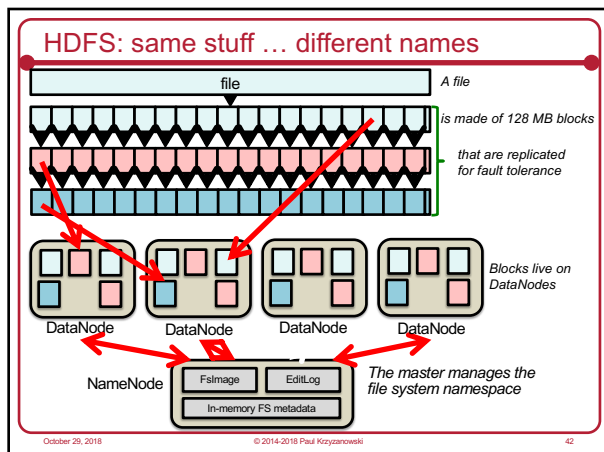 HDFS: same stuff … different names
file
A file
is made of 128 MB blocks
that are replicated
for fault tolerance
Blocks live on
DataNodes
DataNode
DataNode
DataNode
DataNode
NameNode
FsImage
EditLog
In-memory FS metadata
The master manages the
file system namespace
October 29, 2018
© 2014-2018 Paul Krzyzanowski
42